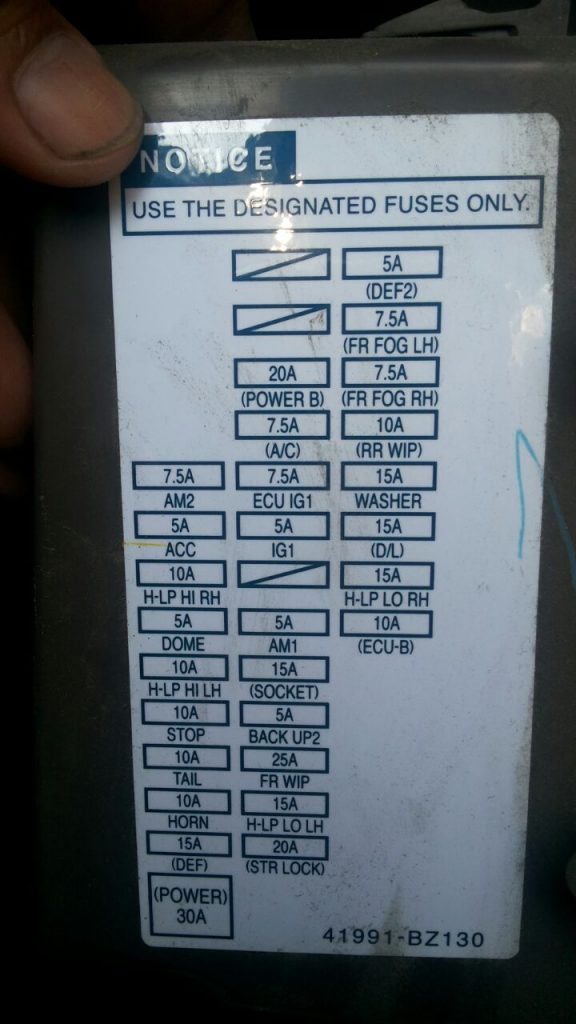 NOTICE
USE THE DESIGNATED FUSES ONLY.
5A
(DEF2)
7.5A
(FR FOG LH)
20A 7.5A
(POWER B) (FR FOG RH)
7.5A 10A
(A/C) (RR WIP)
7.5A 7.5A 15A
AM2 ECU IG1 WASHER
5A 5A 15A
ACC IG1 (D/L)
10A 15A
H-LP HI RH H-LP LO RH
5A 5A 10A
DOME AM1 (ECU-B)
10A 15A
H-LP HI LH (SOCKET)
10A 5A
STOP BACK UP2
10A 25A
TAIL FR WIP
10A 15A
HORN H-LP LO LH
15A 20A
(DEF) (STR LOCK)
(POWER)
30A
41991-BZ130